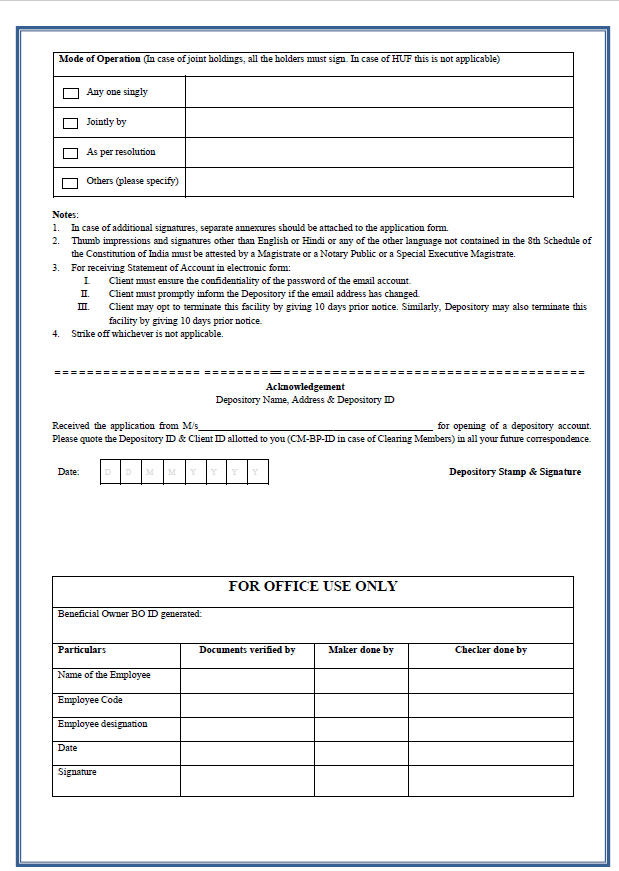 Mode of Operation (In case of joint holdings, all the holders must sign. In case of HUF this is not applicable)
Any one singly
Jointly by
As per resolution
Others (please specify)
Notes:
1. In case of additional signatures, separate annexures should be attached to the application form.
2. Thumb impressions and signatures other than English or Hindi or any of the other language not contained in the 8th Schedule of
the Constitution of India must be attested by a Magistrate or a Notary Public or a Special Executive Magistrate.
3. For receiving Statement of Account in electronic form:
I. Client must ensure the confidentiality of the password of the email account.
II. Client must promptly inform the Depository if the email address has changed.
III. Client may opt to terminate this facility by giving 10 days prior notice. Similarly, Depository may also terminate this
facility by giving 10 days prior notice.
4. Strike off whichever is not applicable.
Acknowledgement
Depository Name, Address & Depository ID
Received the application from M/s_______________________________________________ for opening of a depository account.
Please quote the Depository ID & Client ID allotted to you (CM-BP-ID in case of Clearing Members) in all your future correspondence.
Date: D D M M Y Y Y Y Depository Stamp & Signature
FOR OFFICE USE ONLY
Beneficial Owner BO ID generated:
Particulars Documents verified by Maker done by Checker done by
Name of the Employee
Employee Code
Employee designation
Date
Signature